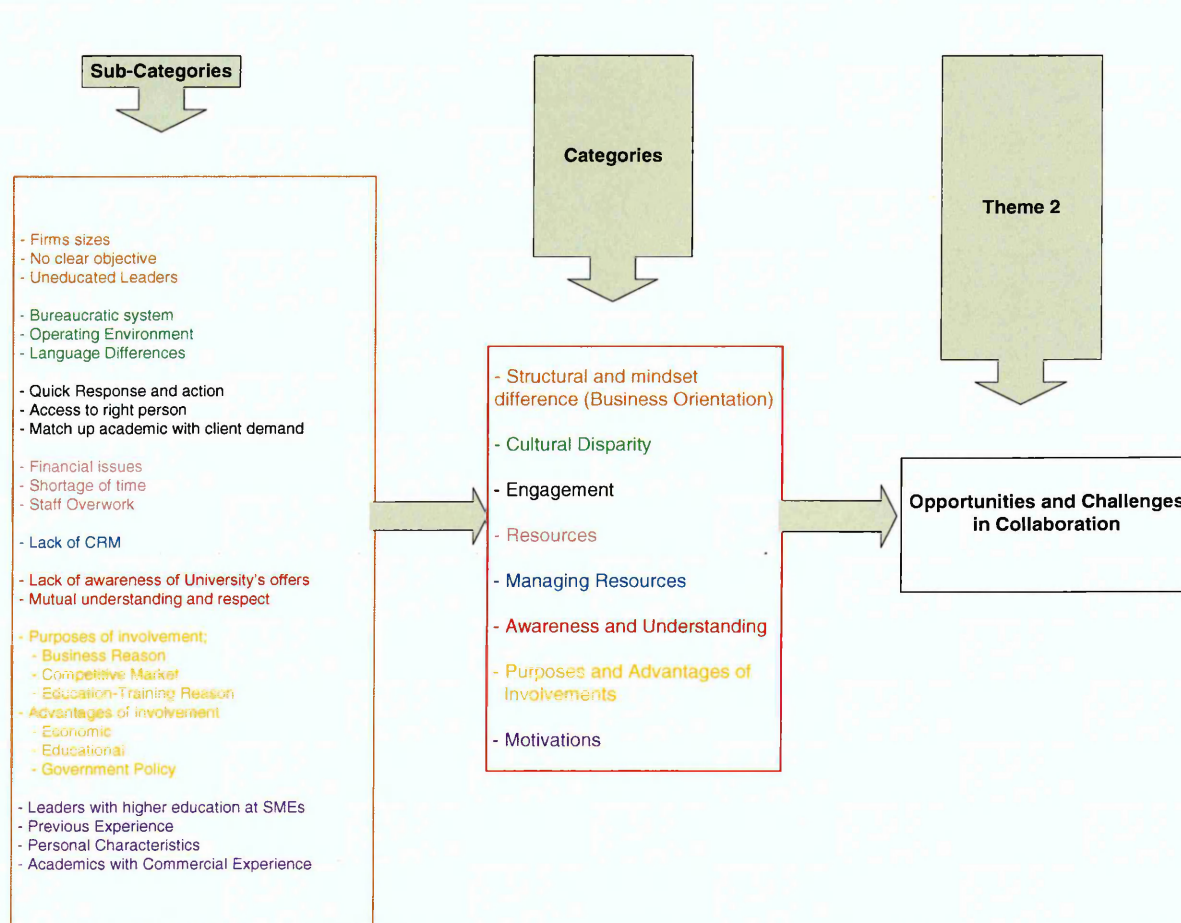 Sub-Categories
- Firms sizes
- No clear objective
- Uneducated Leaders
- Bureaucratic system
- Operating Environment
- Language Differences
- Quick Response and action
- Access to right person
- Match up academic with client demand
- Financial issues
- Shortage of time
- Staff Overwork
- Lack of CRM
- Lack of awareness of University's offers
- Mutual understanding and respect
- Purposes of involvement;
- Business Reason
- Competitive Market
- Education-Training Reason
- Advantages of involvement
- Economic
- Educational
- Government Policy
- Leaders with higher education at SMEs
- Previous Experience
- Personal Characteristics
- Academics with Commercial Experience
Categories
- Structural and mindset
difference (Business Orientation)
- Cultural Disparity
- Engagement
- Resources
- Managing Resources
- Awareness and Understanding
- Purposes and Advantages of
Involvements
- Motivations
Theme 2
Opportunities and Challenges
in Collaboration